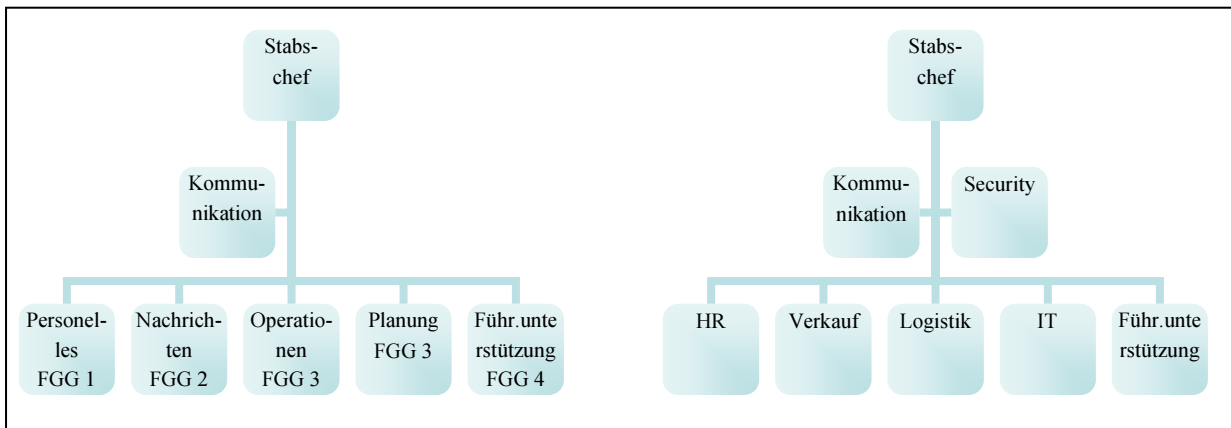 Stabs-
chef
Kommu-
nikation
Personel-
les
FGG 1
Nachrich-
ten
FGG 2
Operatio-
nen
FGG 3
Planung
FGG 3
Führ.unte
rstützung
FGG 4
Stabs-
chef
Kommu-
nikation
Security
HR
Verkauf
Logistik
IT
Führ.unte
rstützung